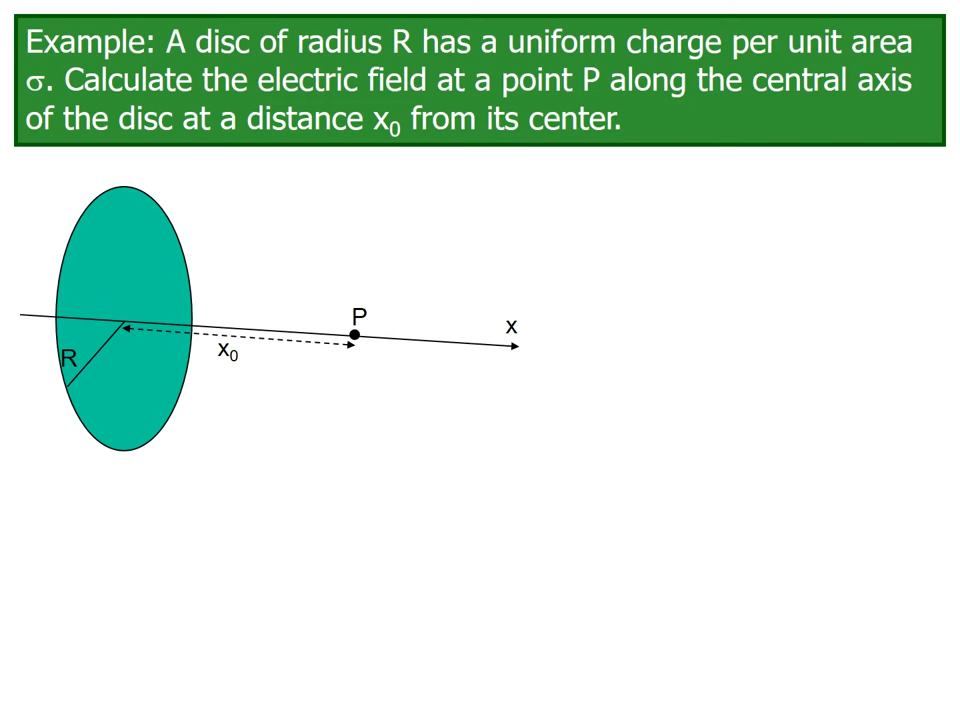 Example: A disc of radius R has a uniform charge per unit area
σ. Calculate the electric field at a point P along the central axis
of the disc at a distance x₀ from its center.
P
x
R
x₀